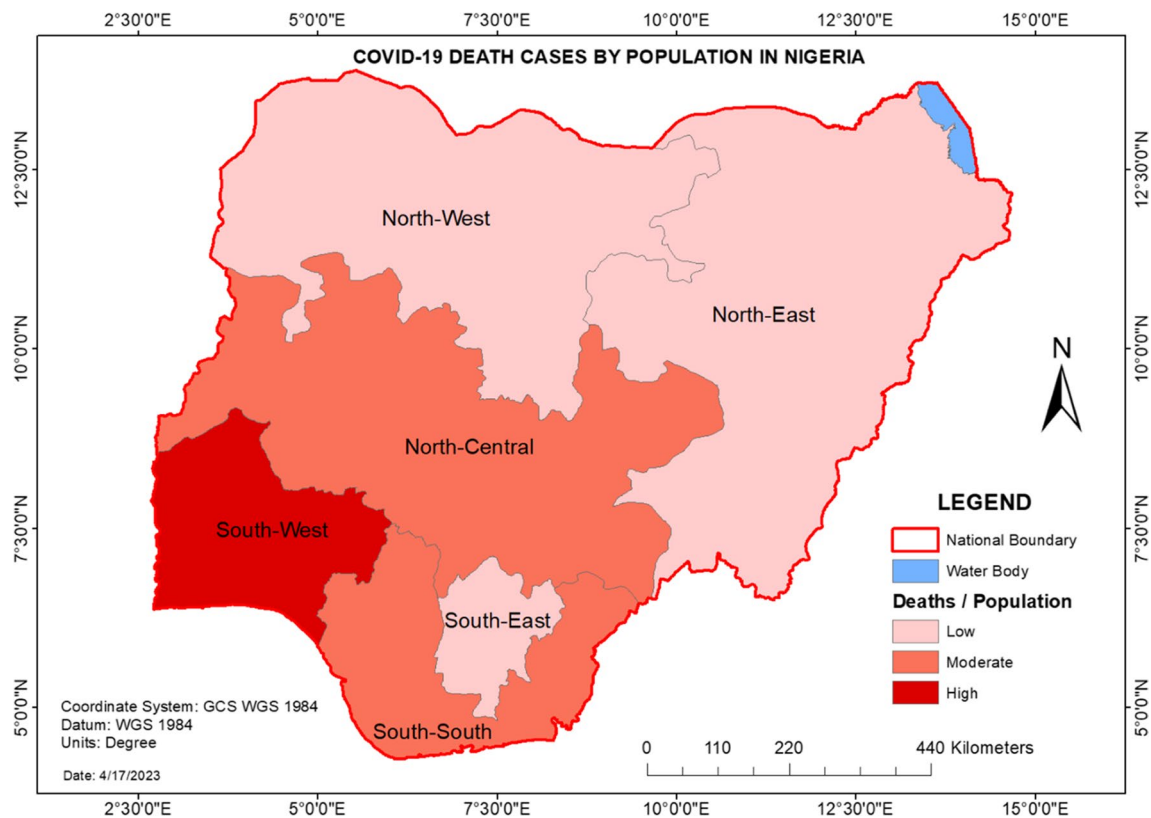 2°30'0"E 5°0'0"E 7°30'0"E 10°0'0"E 12°30'0"E 15°0'0"E
COVID-19 DEATH CASES BY POPULATION IN NIGERIA
12°30'0"N
12°30'0"N
North-West
North-East
10°0'0"N
10°0'0"N
N
North-Central
South-West
7°30'0"N
7°30'0"N
LEGEND
National Boundary
Water Body
Deaths / Population
Low
Moderate
High
South-East
South-South
5°0'0"N
5°0'0"N
Coordinate System: GCS WGS 1984
Datum: WGS 1984
Units: Degree
Date: 4/17/2023
0 110 220 440 Kilometers
2°30'0"E 5°0'0"E 7°30'0"E 10°0'0"E 12°30'0"E 15°0'0"E